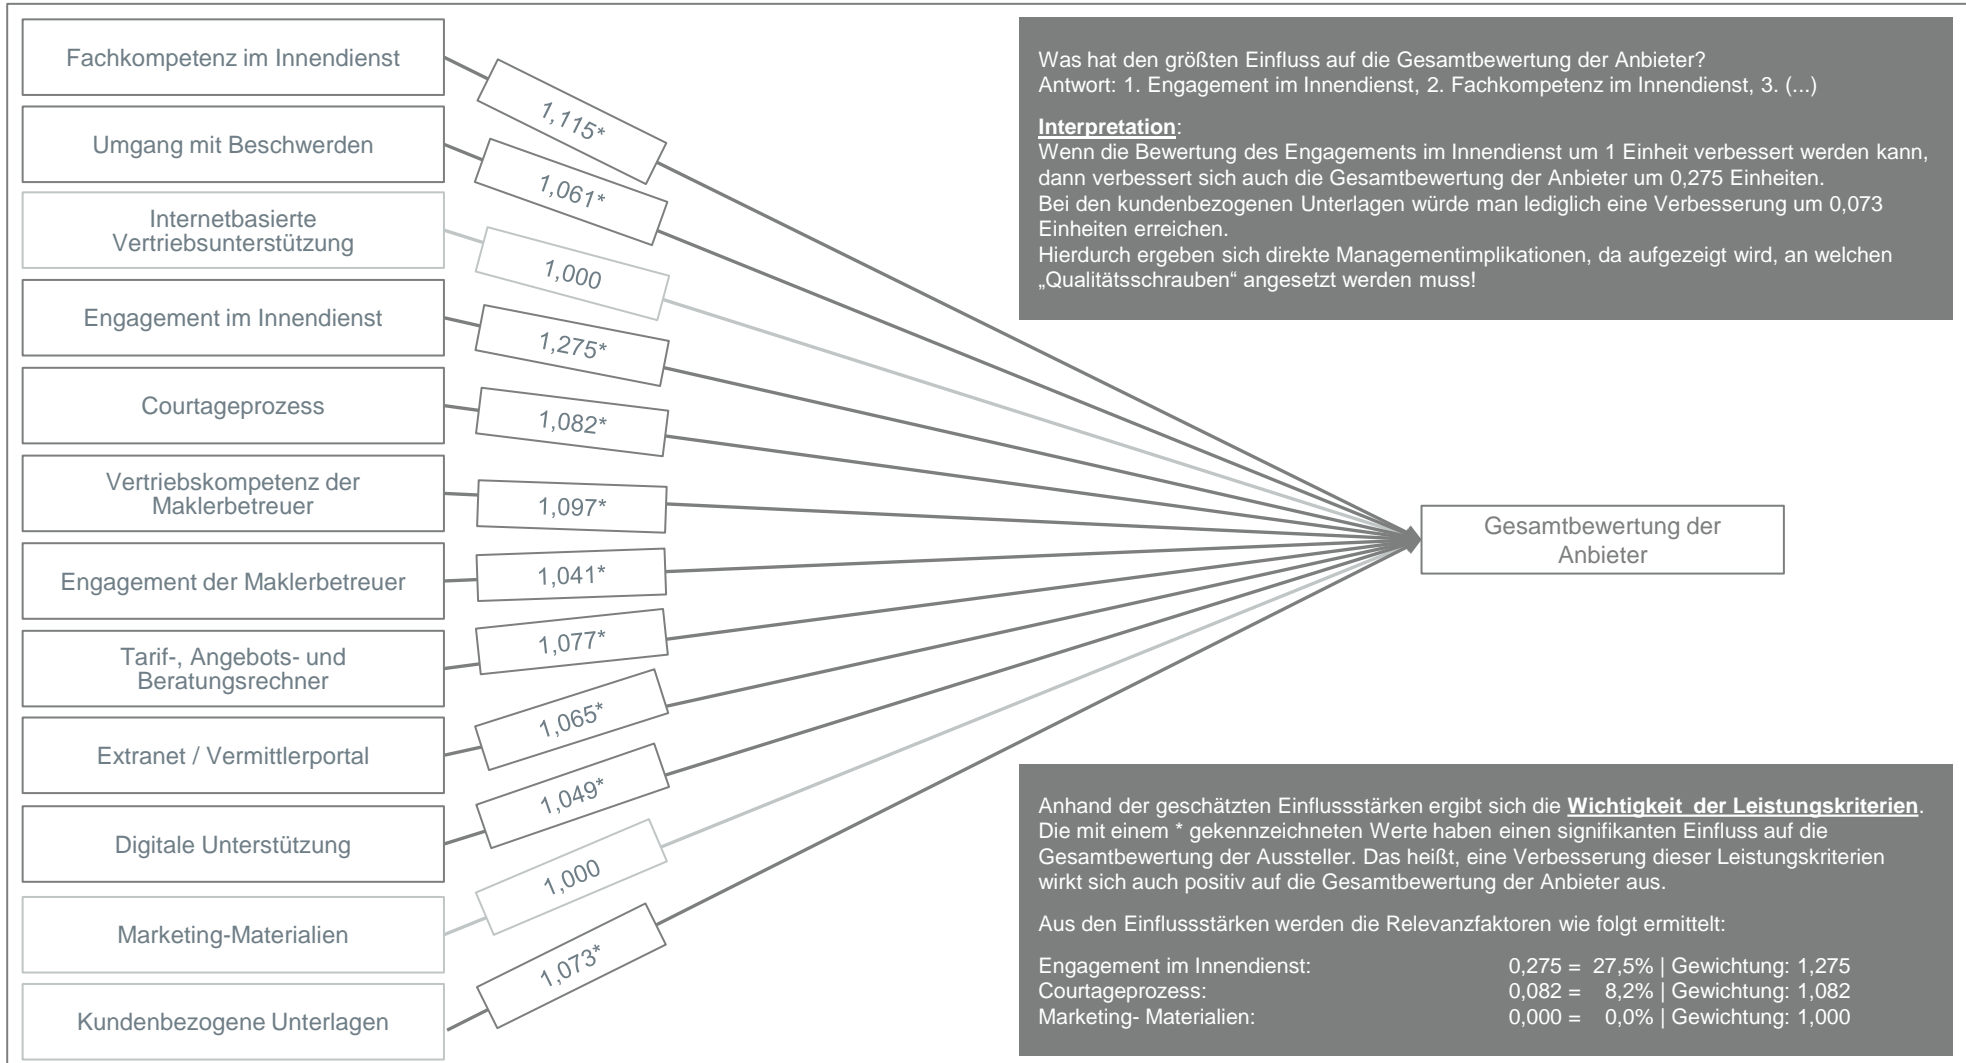 Fachkompetenz im Innendienst
1,115*
Umgang mit Beschwerden
1,061*
Internetbasierte
Vertriebsunterstützung
1,000
Engagement im Innendienst
1,275*
Courtageprozess
1,082*
Vertriebskompetenz der
Maklerbetreuer
1,097*
Engagement der Maklerbetreuer
1,041*
Tarif-, Angebots- und
Beratungsrechner
1,077*
Extranet / Vermittlerportal
1,065*
Digitale Unterstützung
1,049*
Marketing-Materialien
1,000
Kundenbezogene Unterlagen
1,073*
Gesamtbewertung der
Anbieter
Was hat den größten Einfluss auf die Gesamtbewertung der Anbieter?
Antwort: 1. Engagement im Innendienst, 2. Fachkompetenz im Innendienst, 3. (...)
Interpretation:
Wenn die Bewertung des Engagements im Innendienst um 1 Einheit verbessert werden kann,
dann verbessert sich auch die Gesamtbewertung der Anbieter um 0,275 Einheiten.
Bei den kundenbezogenen Unterlagen würde man lediglich eine Verbesserung um 0,073
Einheiten erreichen.
Hierdurch ergeben sich direkte Managementimplikationen, da aufgezeigt wird, an welchen
„Qualitätsschrauben“ angesetzt werden muss!
Anhand der geschätzten Einflussstärken ergibt sich die Wichtigkeit der Leistungskriterien.
Die mit einem * gekennzeichneten Werte haben einen signifikanten Einfluss auf die
Gesamtbewertung der Aussteller. Das heißt, eine Verbesserung dieser Leistungskriterien
wirkt sich auch positiv auf die Gesamtbewertung der Anbieter aus.
Aus den Einflussstärken werden die Relevanzfaktoren wie folgt ermittelt:
Engagement im Innendienst: 0,275 = 27,5% | Gewichtung: 1,275
Courtageprozess: 0,082 = 8,2% | Gewichtung: 1,082
Marketing- Materialien: 0,000 = 0,0% | Gewichtung: 1,000